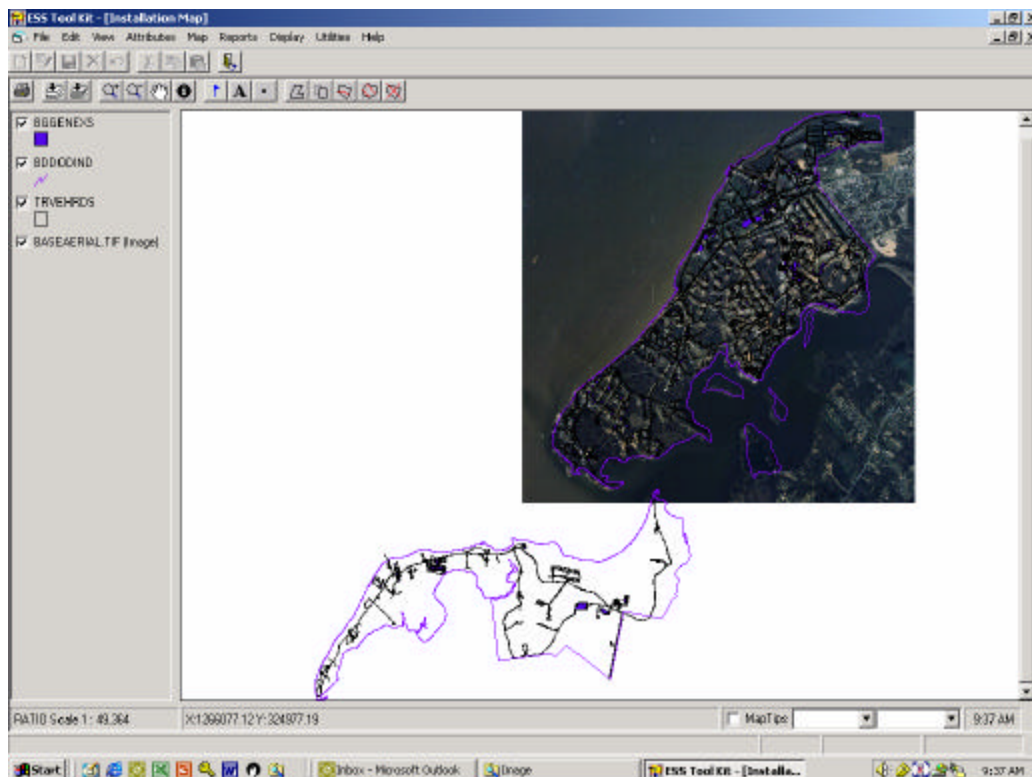 ESS Tool Kit - [Installation Map]
File Edit View Attributes Map Reports Display Utilities Help
A
BGGENEXS
BDDODIND
TRVEHRDS
BASEAERIAL.TIF (Image)
RATIO Scale 1 : 49,364 X:1266077.12 Y:324977.19 MapTips 9:37 AM
Start Inbox - Microsoft Outlook Image ESS Tool Kit - [Installa... 9:37 AM